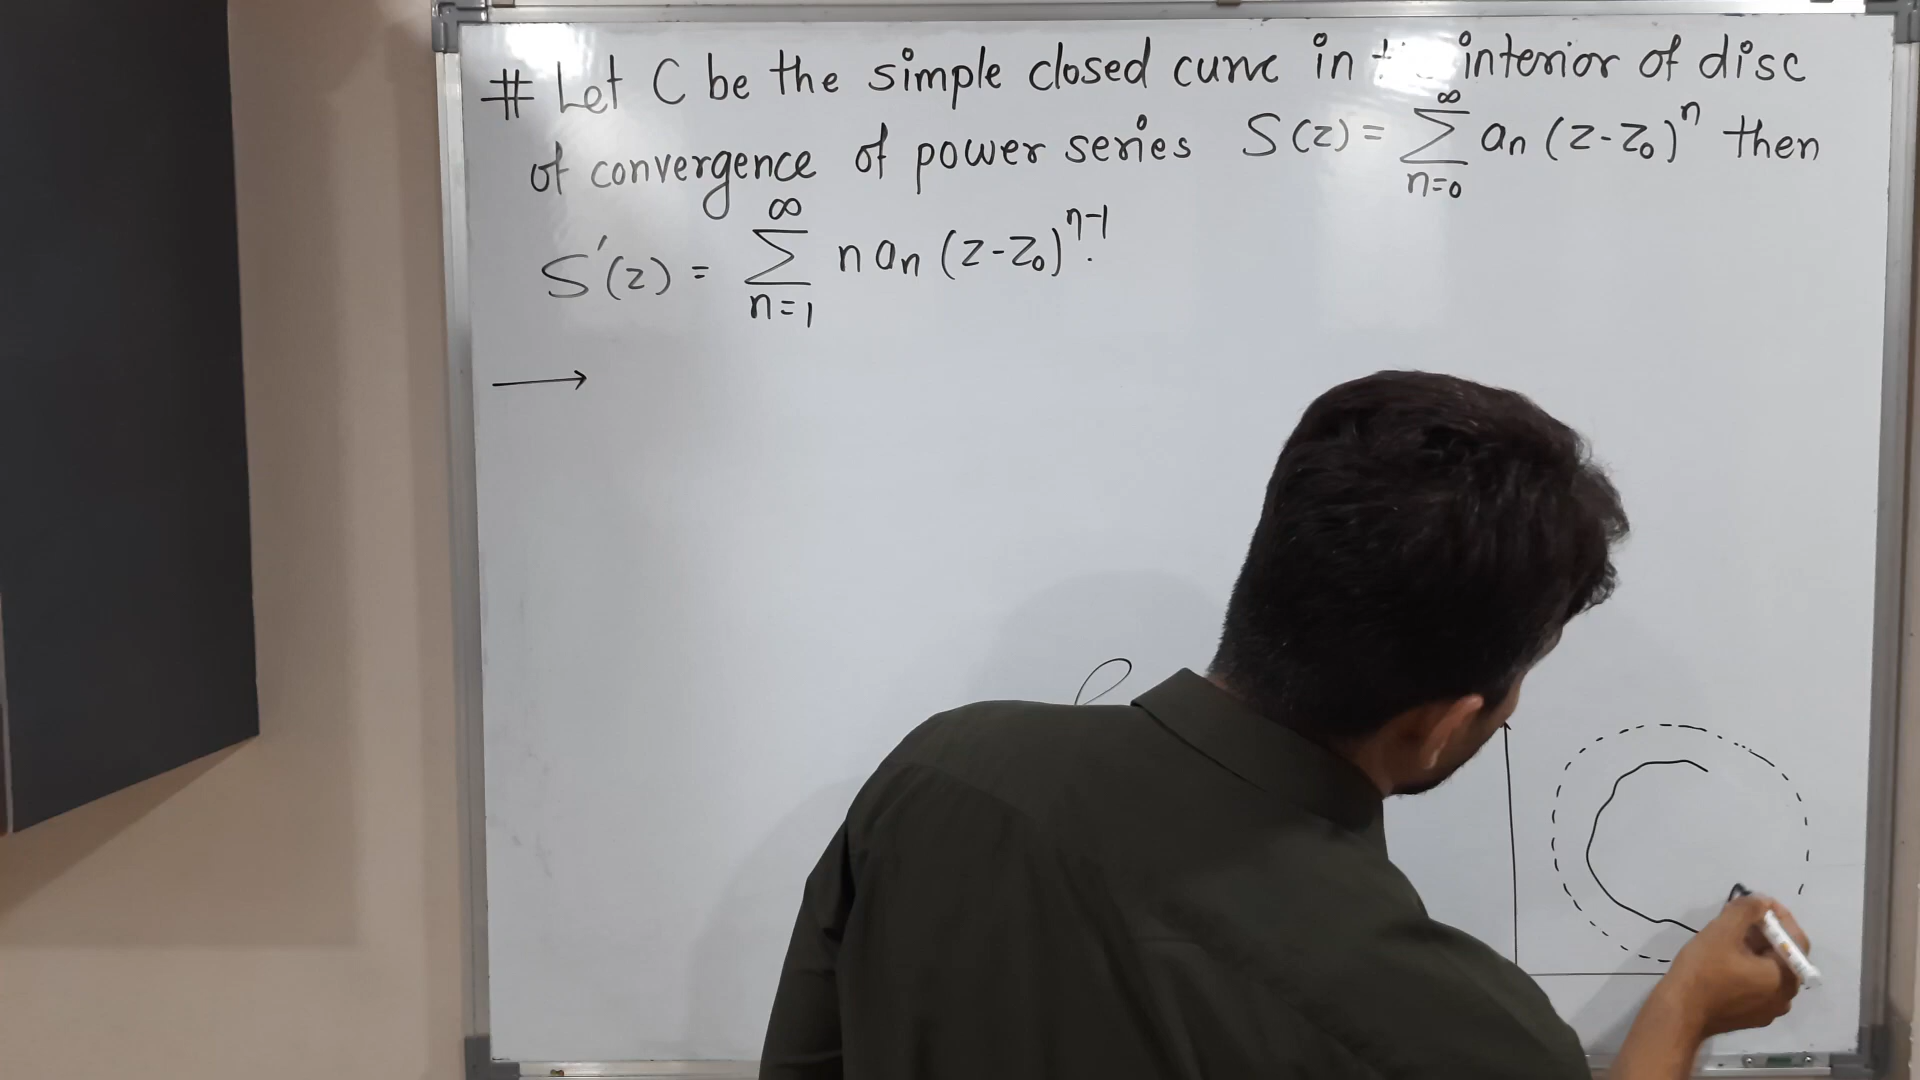 # Let C be the simple closed curve in interior of disc
of convergence of power series S(z) = ∑_{n=0}^{∞} a_n (z-z_0)^n then
S'(z) = ∑_{n=1}^{∞} n a_n (z-z_0)^{n-1}.
→